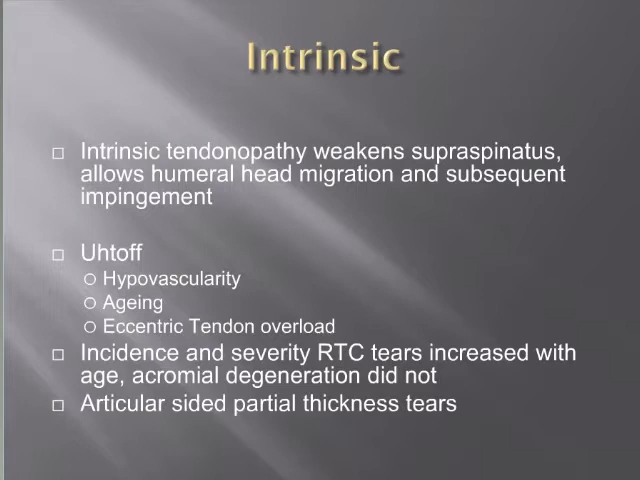 Intrinsic
Intrinsic tendonopathy weakens supraspinatus,
allows humeral head migration and subsequent
impingement
Uhtoff
Hypovascularity
Ageing
Eccentric Tendon overload
Incidence and severity RTC tears increased with
age, acromial degeneration did not
Articular sided partial thickness tears